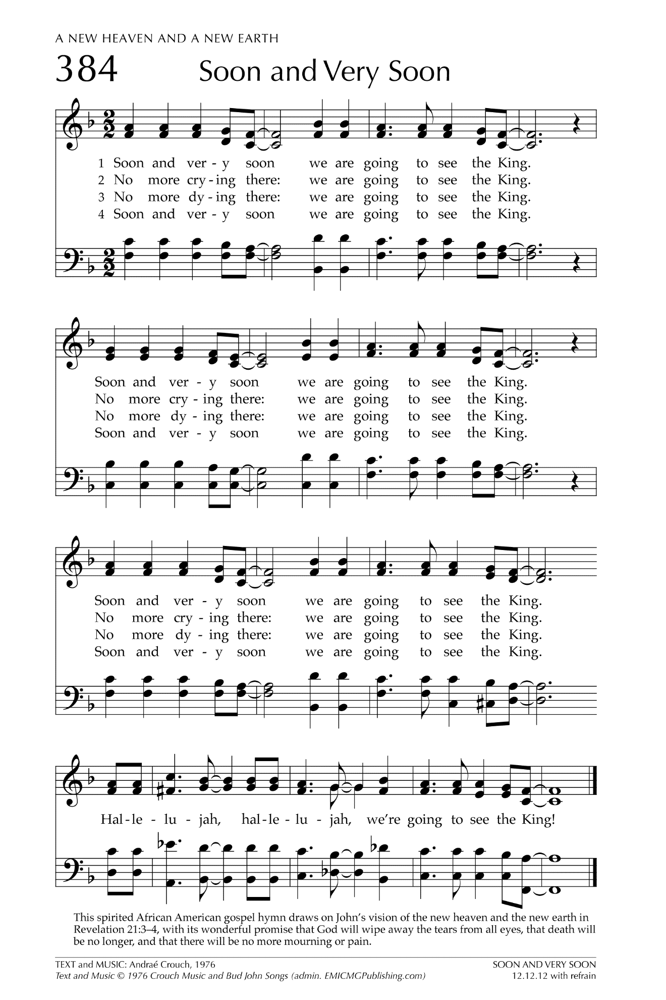 A NEW HEAVEN AND A NEW EARTH
384 Soon and Very Soon
1 Soon and ver - y soon we are going to see the King.
2 No more cry - ing there: we are going to see the King.
3 No more dy - ing there: we are going to see the King.
4 Soon and ver - y soon we are going to see the King.
Soon and ver - y soon we are going to see the King.
No more cry - ing there: we are going to see the King.
No more dy - ing there: we are going to see the King.
Soon and ver - y soon we are going to see the King.
Soon and ver - y soon we are going to see the King.
No more cry - ing there: we are going to see the King.
No more dy - ing there: we are going to see the King.
Soon and ver - y soon we are going to see the King.
Hal - le - lu - jah, hal - le - lu - jah, we're going to see the King!
This spirited African American gospel hymn draws on John's vision of the new heaven and the new earth in
Revelation 21:3–4, with its wonderful promise that God will wipe away the tears from all eyes, that death will
be no longer, and that there will be no more mourning or pain.
TEXT and MUSIC: Andraé Crouch, 1976 SOON AND VERY SOON
Text and Music © 1976 Crouch Music and Bud John Songs (admin. EMICMGPublishing.com) 12.12.12 with refrain